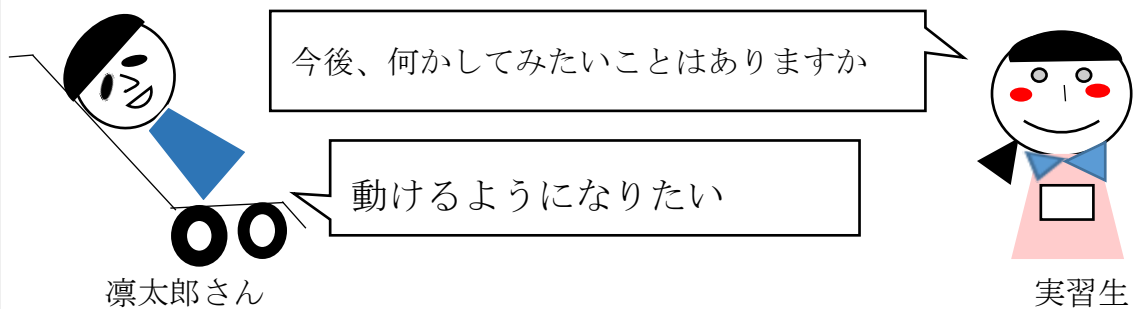 今後、何かしてみたいことはありますか
動けるようになりたい
凛太郎さん
実習生